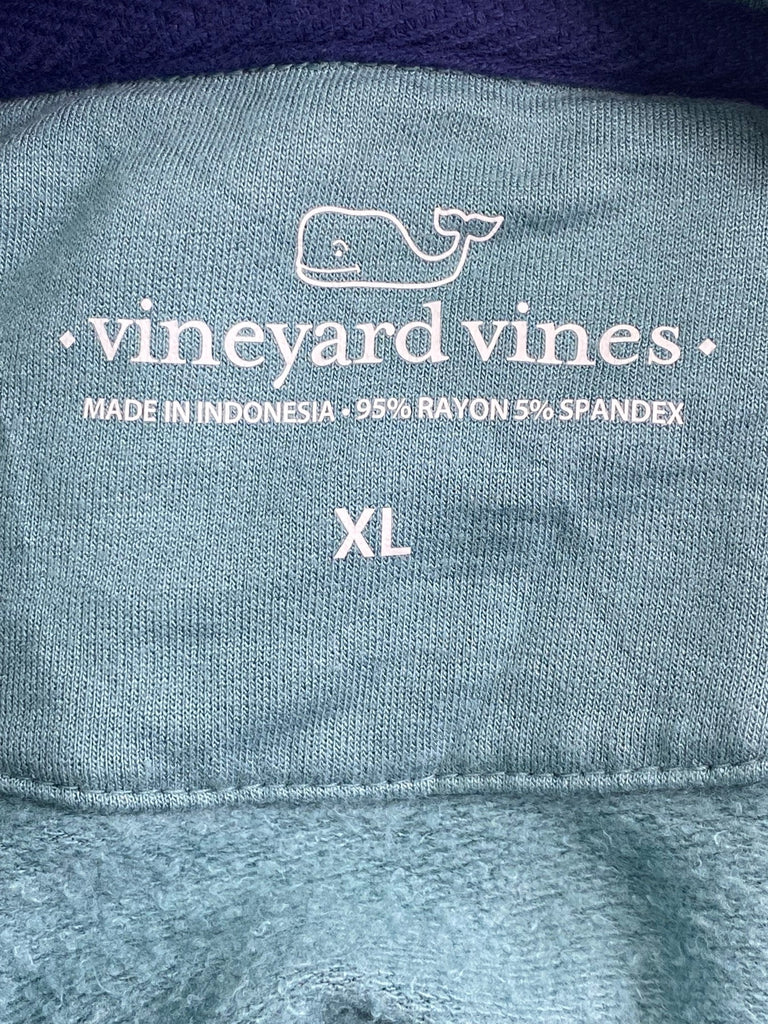 • vineyard vines •
MADE IN INDONESIA • 95% RAYON 5% SPANDEX
XL